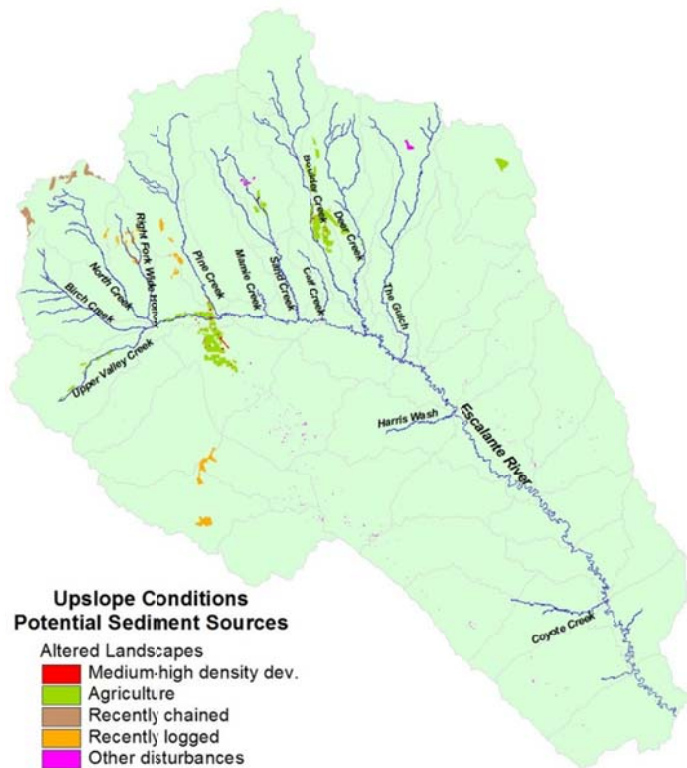 Boulder Creek
Deer Creek
Right Fork Wide Hollow
Pine Creek
North Creek
Birch Creek
Mamie Creek
Sand Creek
Calf Creek
The Gulch
Upper Valley Creek
Harris Wash
Escalante River
Coyote Creek
Upslope Conditions
Potential Sediment Sources
Altered Landscapes
Medium-high density dev.
Agriculture
Recently chained
Recently logged
Other disturbances